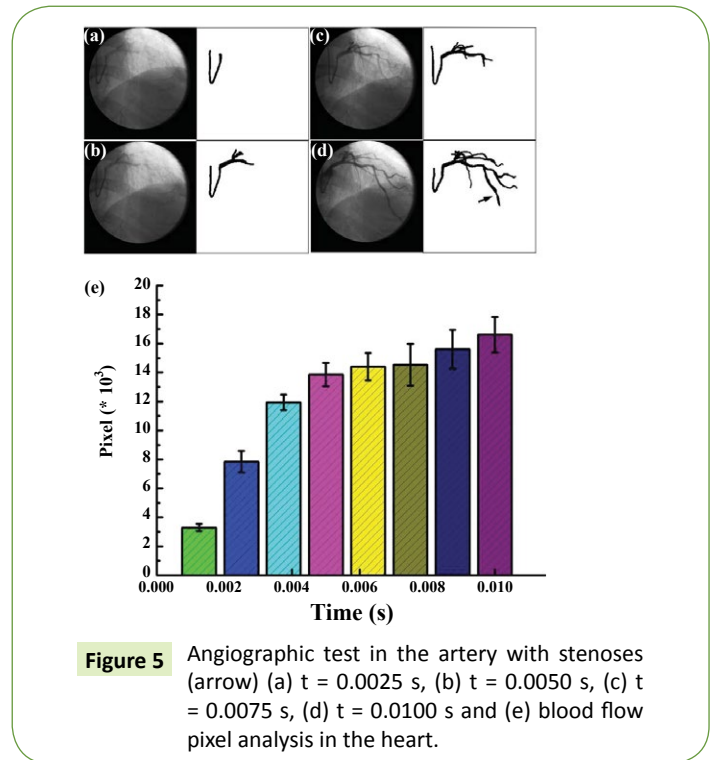 (a)
(c)
(b)
(d)
(e)
20
18
16
14
12
10
8
6
4
2
0
Pixel (* 10³)
0.000 0.002 0.004 0.006 0.008 0.010
Time (s)
Figure 5 Angiographic test in the artery with stenoses
(arrow) (a) t = 0.0025 s, (b) t = 0.0050 s, (c) t
= 0.0075 s, (d) t = 0.0100 s and (e) blood flow
pixel analysis in the heart.